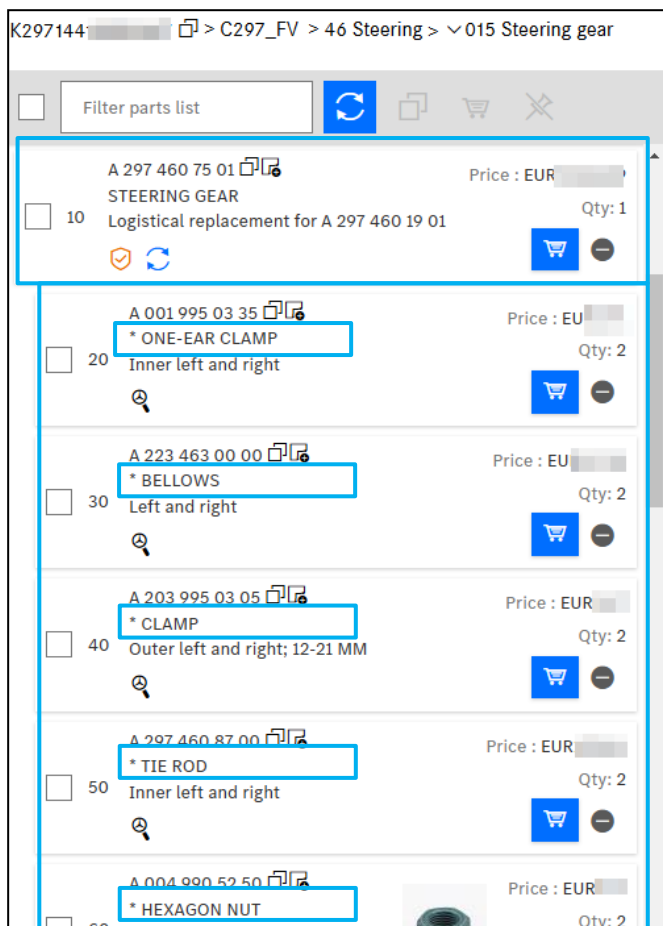 K297144 > C297_FV > 46 Steering > 015 Steering gear
Filter parts list
A 297 460 75 01
Price : EUR
STEERING GEAR
Qty: 1
10
Logistical replacement for A 297 460 19 01
A 001 995 03 35
Price : EU
* ONE-EAR CLAMP
Qty: 2
20
Inner left and right
A 223 463 00 00
Price : EU
* BELLOWS
Qty: 2
30
Left and right
A 203 995 03 05
Price : EUR
* CLAMP
Qty: 2
40
Outer left and right; 12-21 MM
A 297 460 87 00
Price : EUR
* TIE ROD
Qty: 2
50
Inner left and right
A 004 990 52 50
Price : EUR
* HEXAGON NUT
Qty: 2